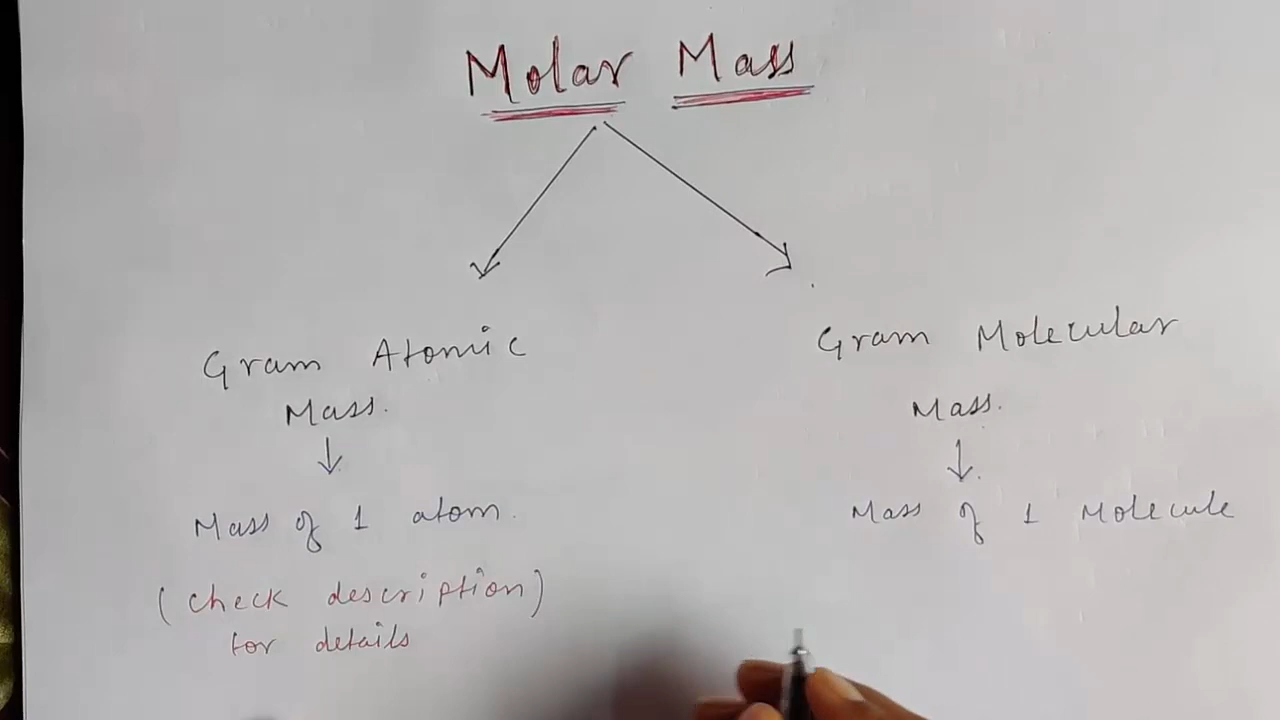 Molar Mass
Gram Atomic
Mass.
Mass of 1 atom.
(check description)
for details
Gram Molecular
Mass.
Mass of 1 Molecule